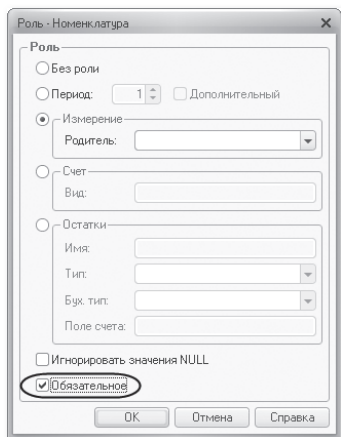 Роль - Номенклатура
Роль
Без роли
Период: 1 Дополнительный
Измерение
Родитель:
Счет
Вид:
Остатки
Имя:
Тип:
Бух. тип:
Поле счета:
Игнорировать значения NULL
Обязательное
OK Отмена Справка